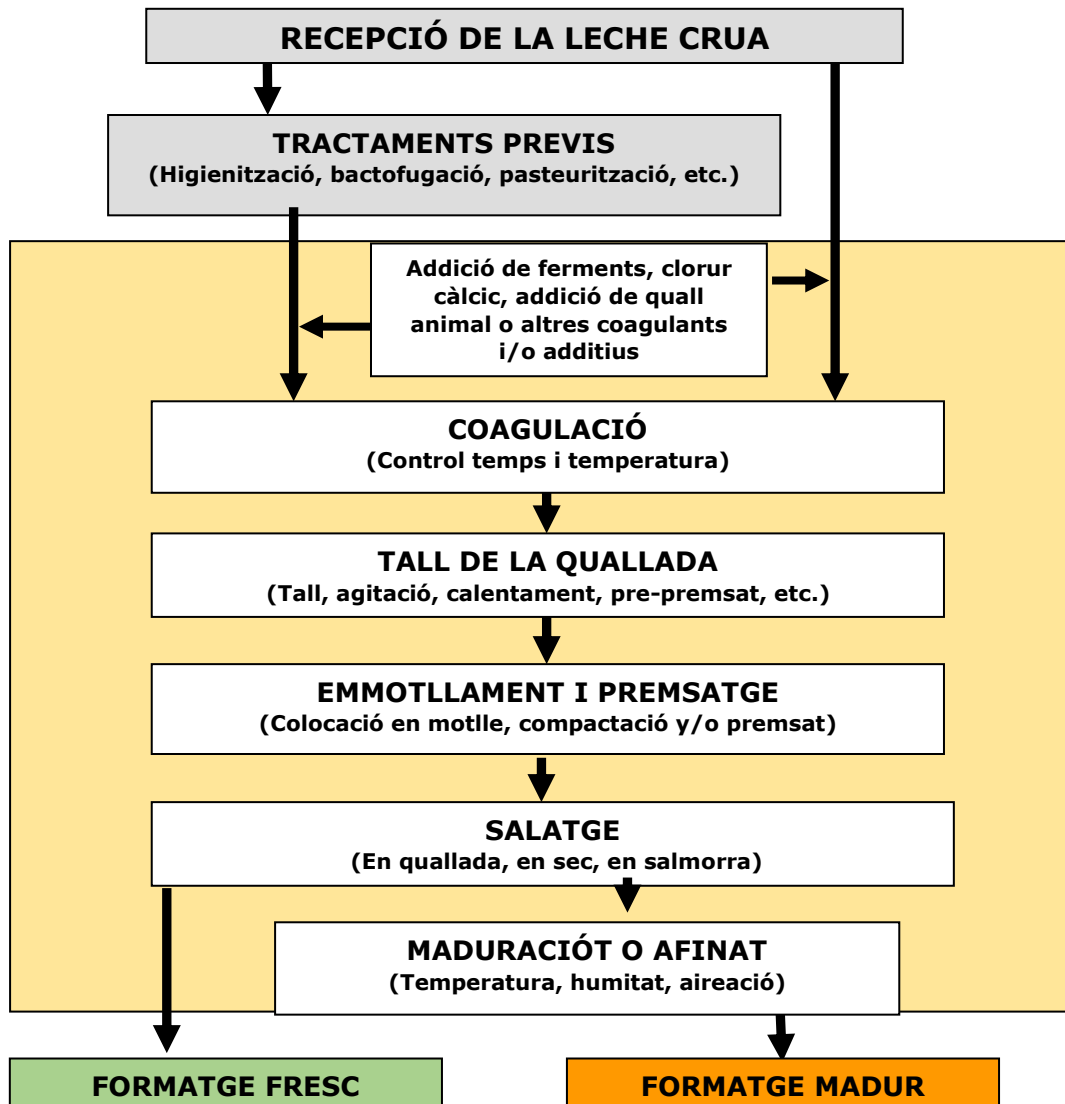 RECEPCIÓ DE LA LECHE CRUA
TRACTAMENTS PREVIS
(Higienització, bactofugació, pasteurització, etc.)
Addició de ferments, clorur
càlcic, addició de quall
animal o altres coagulants
i/o additius
COAGULACIÓ
(Control temps i temperatura)
TALL DE LA QUALLADA
(Tall, agitació, calentament, pre-premsat, etc.)
EMMOTLLAMENT I PREMSATGE
(Colocació en motlle, compactació y/o premsat)
SALATGE
(En quallada, en sec, en salmorra)
MADURACIÓT O AFINAT
(Temperatura, humitat, aireació)
FORMATGE FRESC
FORMATGE MADUR